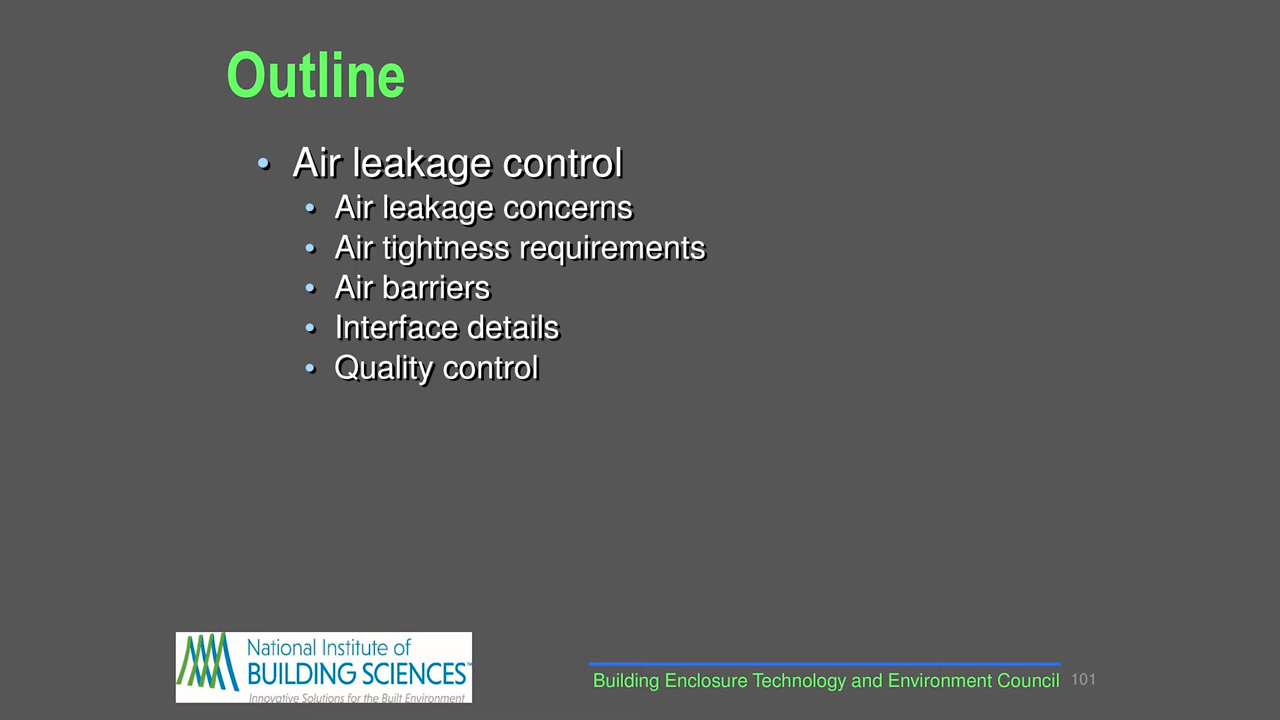 Outline
• Air leakage control
• Air leakage concerns
• Air tightness requirements
• Air barriers
• Interface details
• Quality control
National Institute of
BUILDING SCIENCES™
Innovative Solutions for the Built Environment
Building Enclosure Technology and Environment Council 101